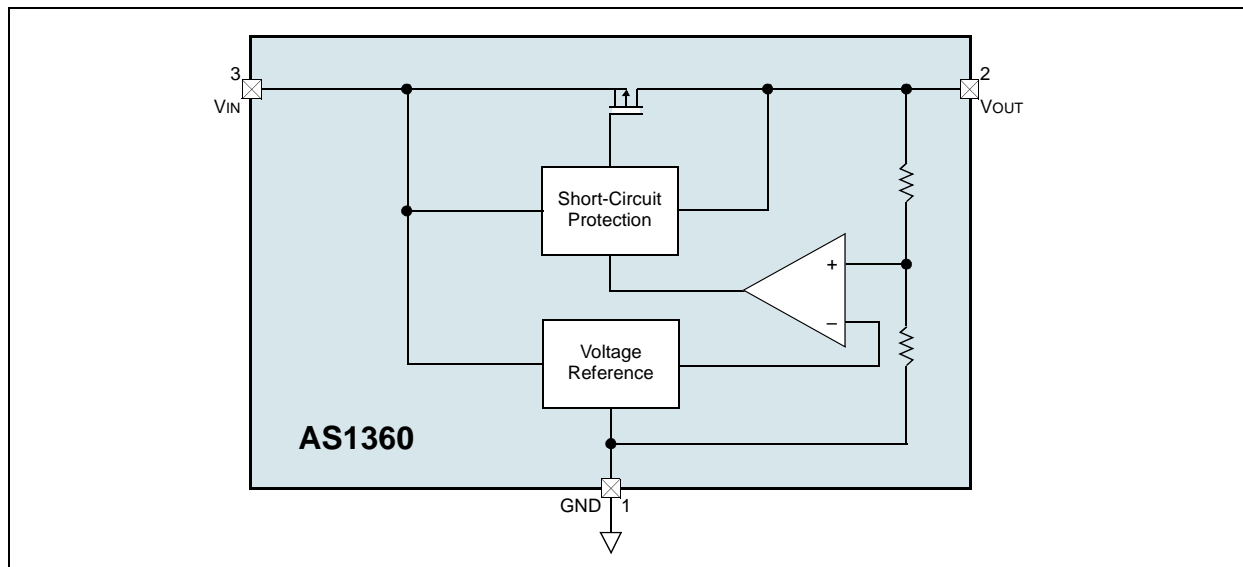 3
VIN
2
VOUT
Short-Circuit
Protection
+
–
Voltage
Reference
AS1360
GND 1